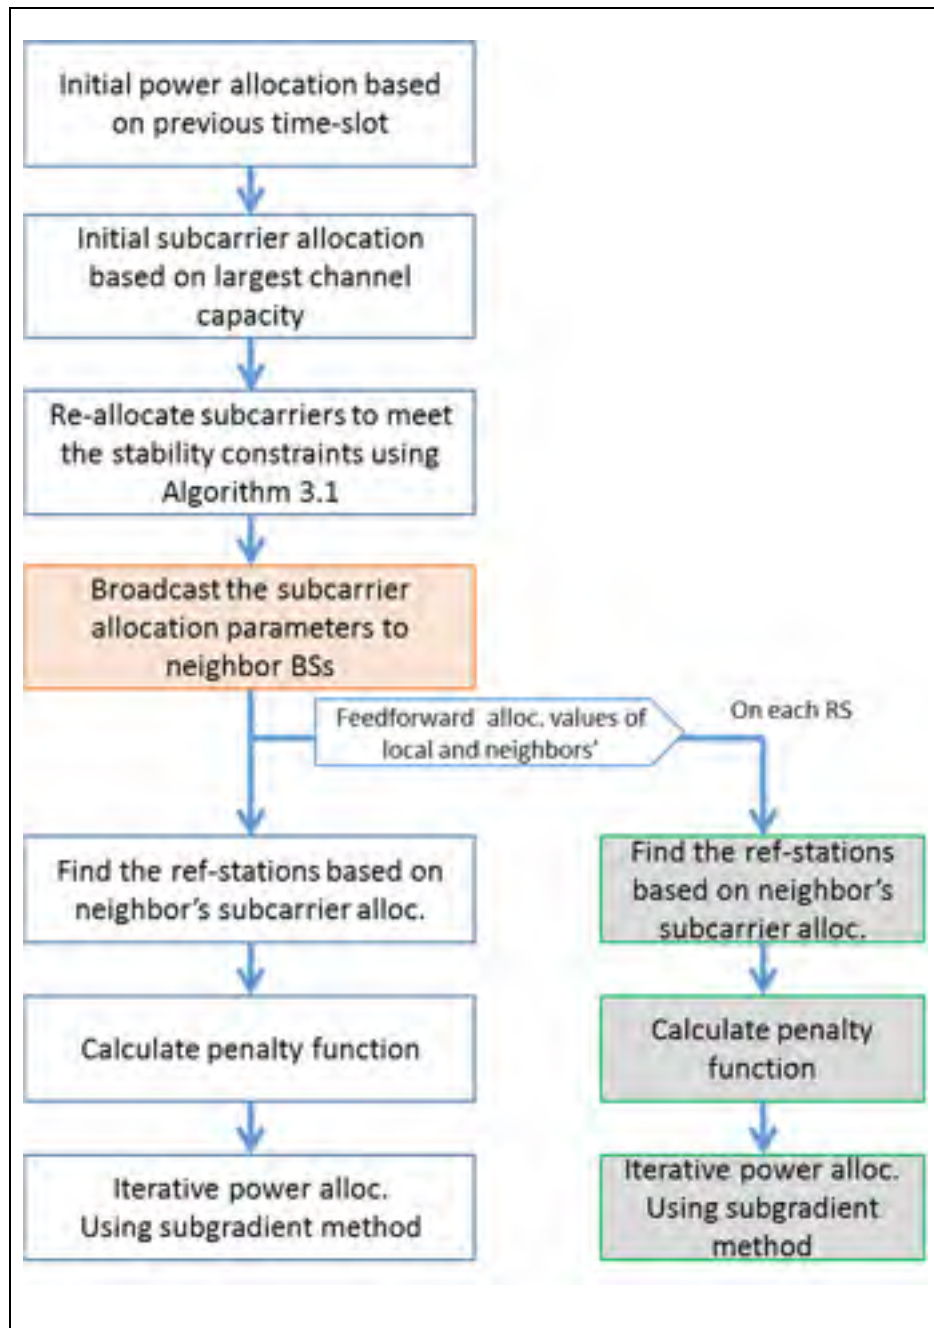 Initial power allocation based
on previous time-slot
Initial subcarrier allocation
based on largest channel
capacity
Re-allocate subcarriers to meet
the stability constraints using
Algorithm 3.1
Broadcast the subcarrier
allocation parameters to
neighbor BSs
Feedforward alloc. values of
local and neighbors'
On each RS
Find the ref-stations based on
neighbor's subcarrier alloc.
Find the ref-stations
based on neighbor's
subcarrier alloc.
Calculate penalty function
Calculate penalty
function
Iterative power alloc.
Using subgradient method
Iterative power alloc.
Using subgradient
method